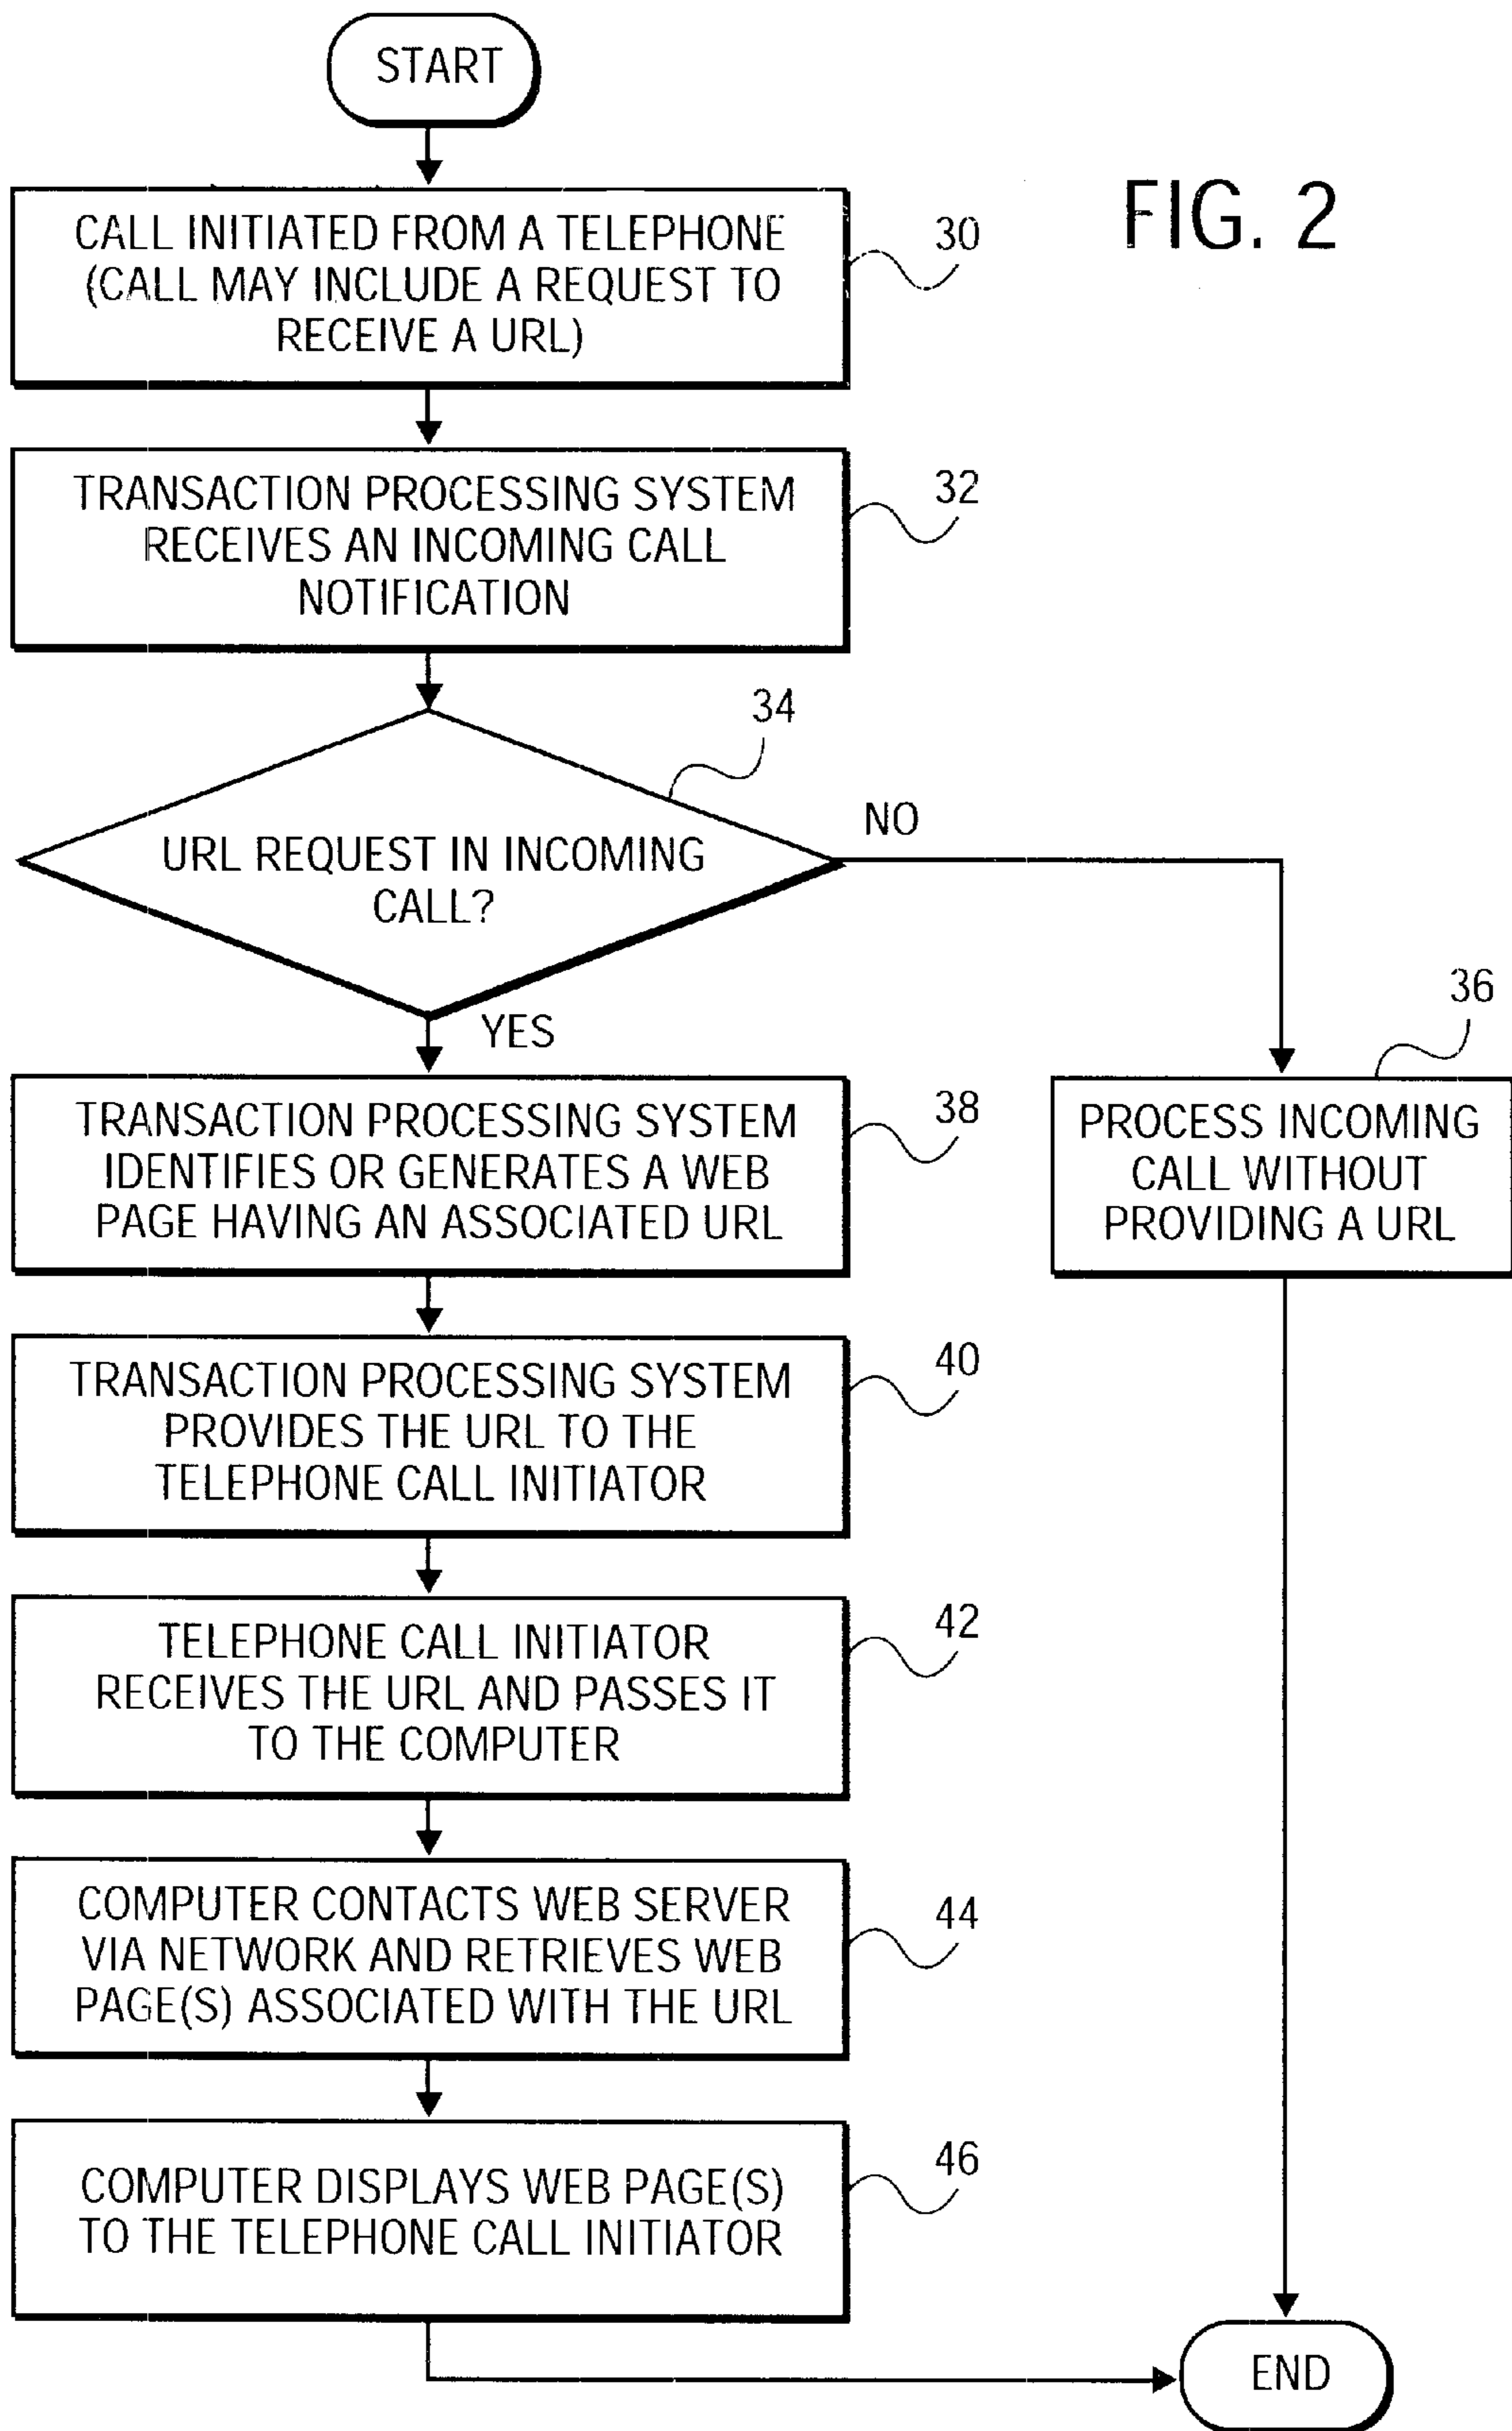 START
FIG. 2
CALL INITIATED FROM A TELEPHONE
(CALL MAY INCLUDE A REQUEST TO
RECEIVE A URL)
30
TRANSACTION PROCESSING SYSTEM
RECEIVES AN INCOMING CALL
NOTIFICATION
32
34
URL REQUEST IN INCOMING
CALL?
NO
YES
36
PROCESS INCOMING
CALL WITHOUT
PROVIDING A URL
TRANSACTION PROCESSING SYSTEM
IDENTIFIES OR GENERATES A WEB
PAGE HAVING AN ASSOCIATED URL
38
TRANSACTION PROCESSING SYSTEM
PROVIDES THE URL TO THE
TELEPHONE CALL INITIATOR
40
TELEPHONE CALL INITIATOR
RECEIVES THE URL AND PASSES IT
TO THE COMPUTER
42
COMPUTER CONTACTS WEB SERVER
VIA NETWORK AND RETRIEVES WEB
PAGE(S) ASSOCIATED WITH THE URL
44
COMPUTER DISPLAYS WEB PAGE(S)
TO THE TELEPHONE CALL INITIATOR
46
END